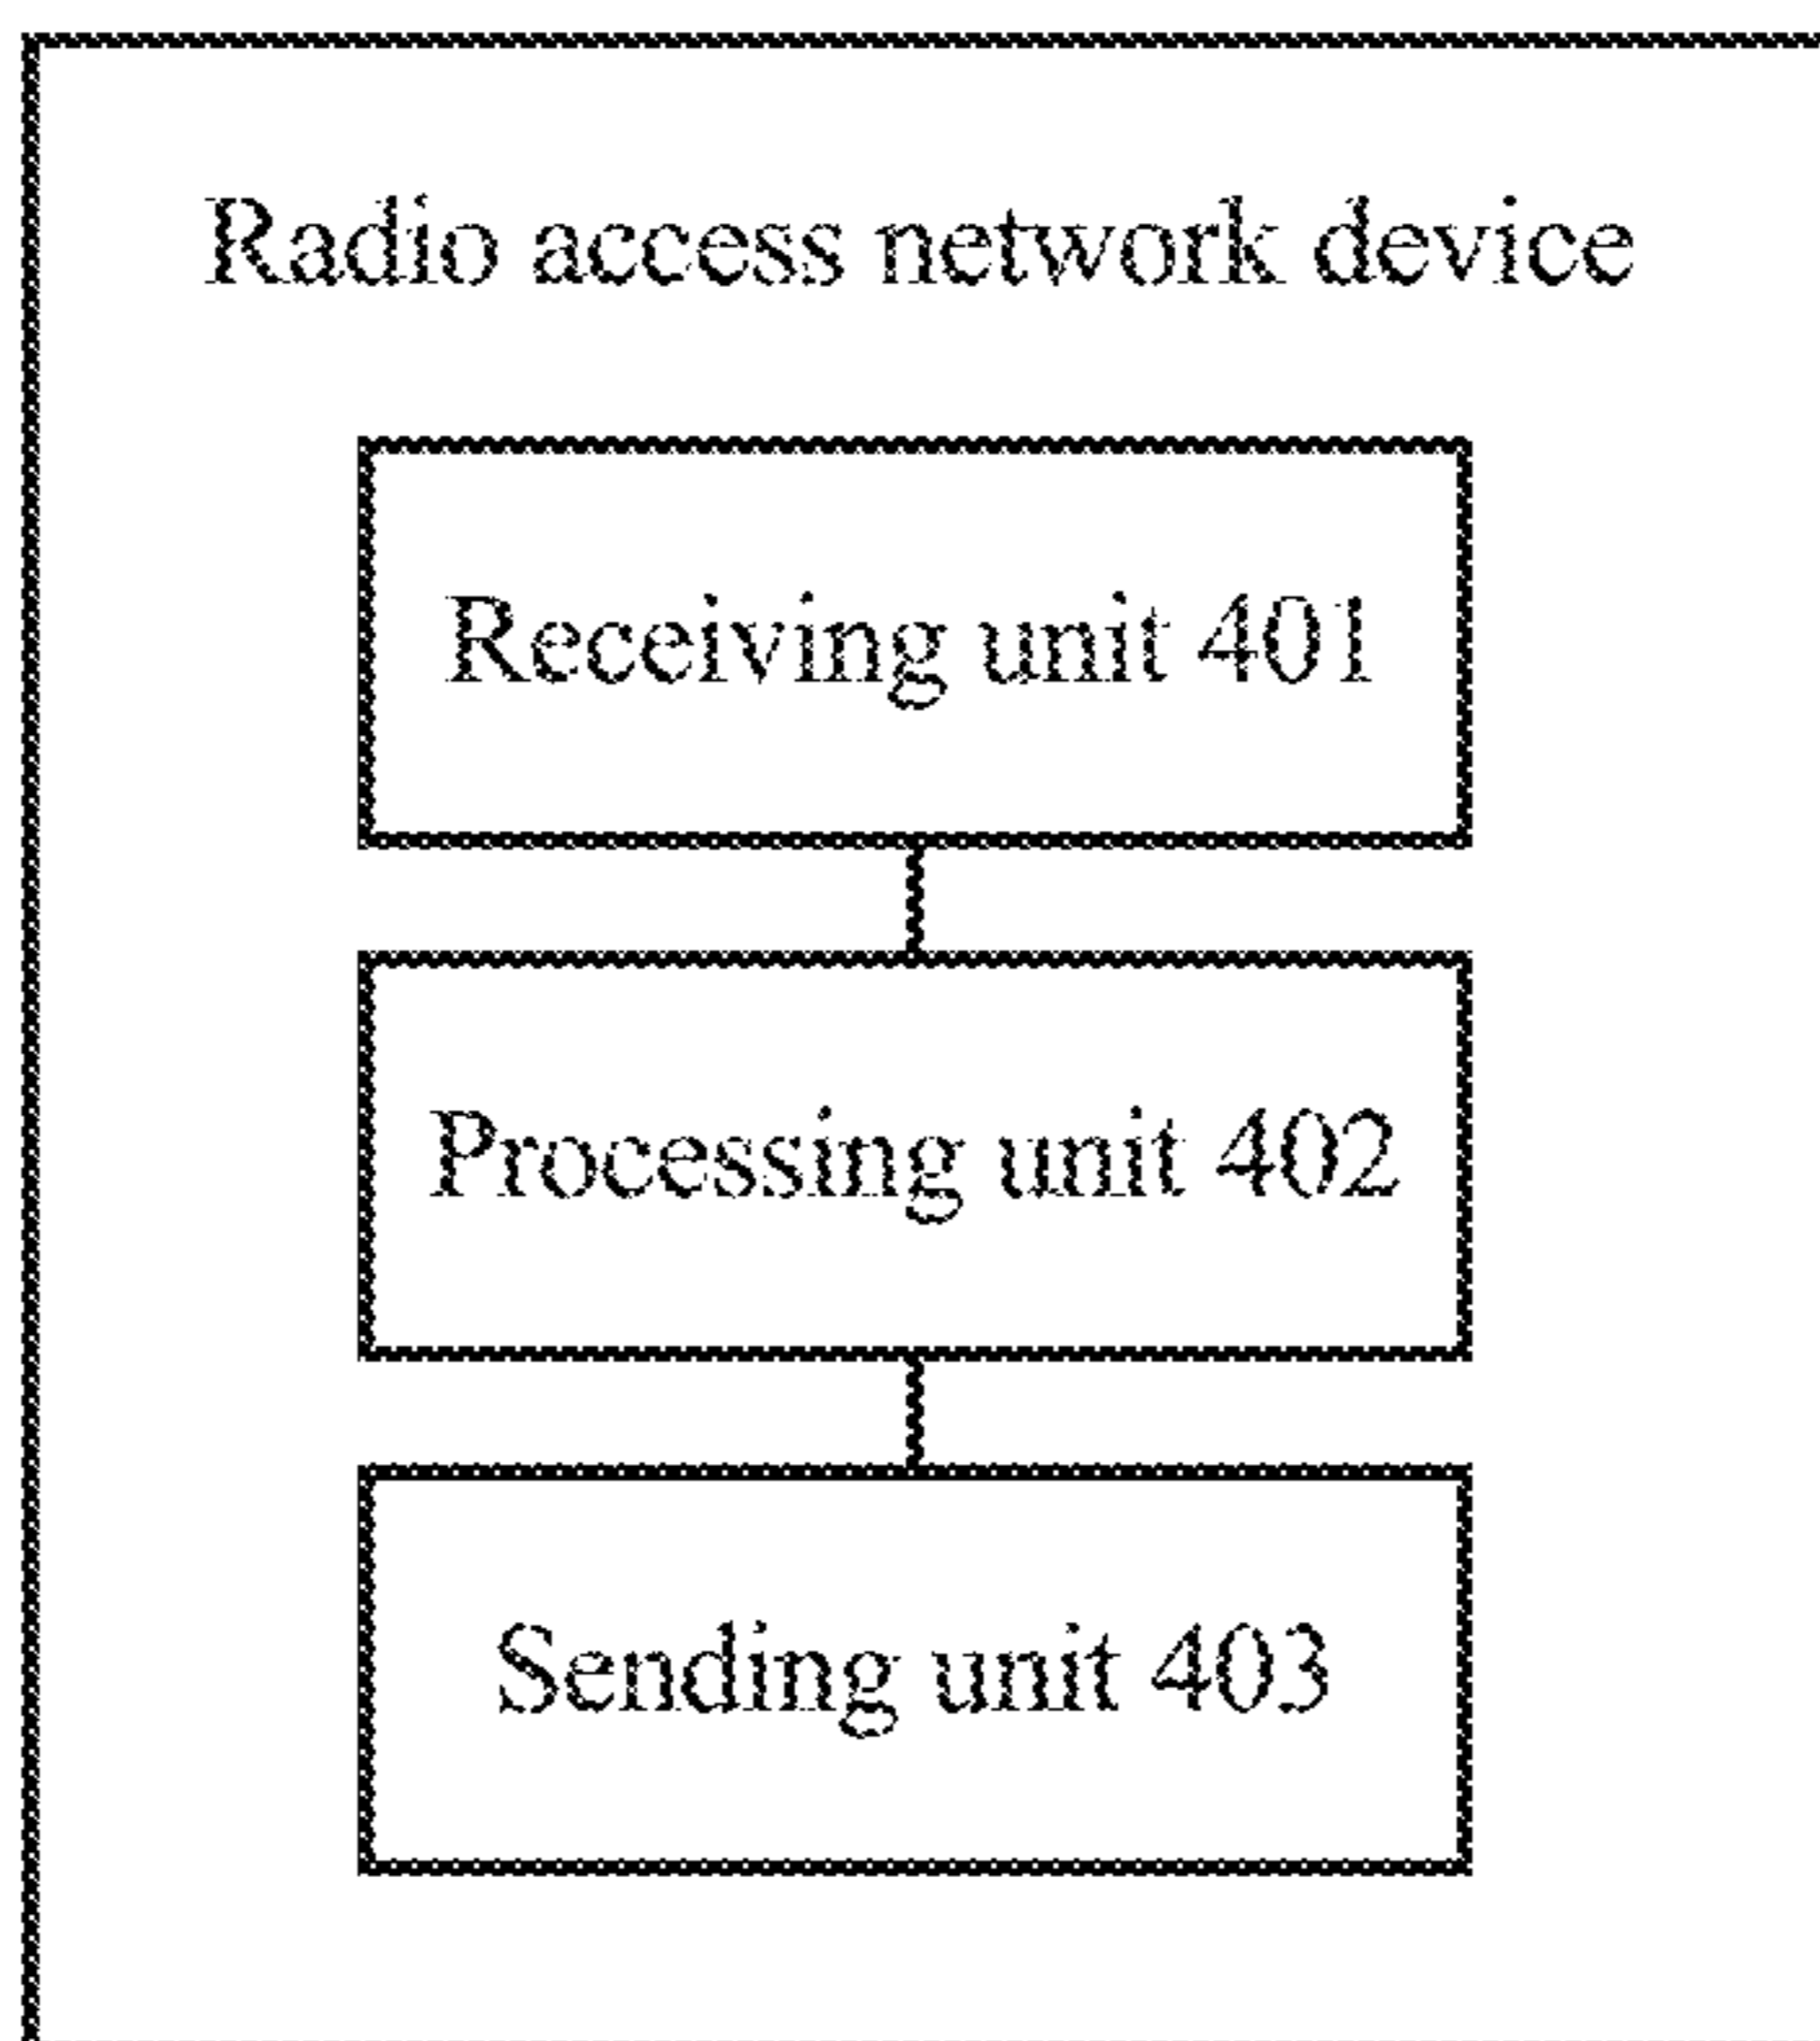 Radio access network device
Receiving unit 401
Processing unit 402
Sending unit 403